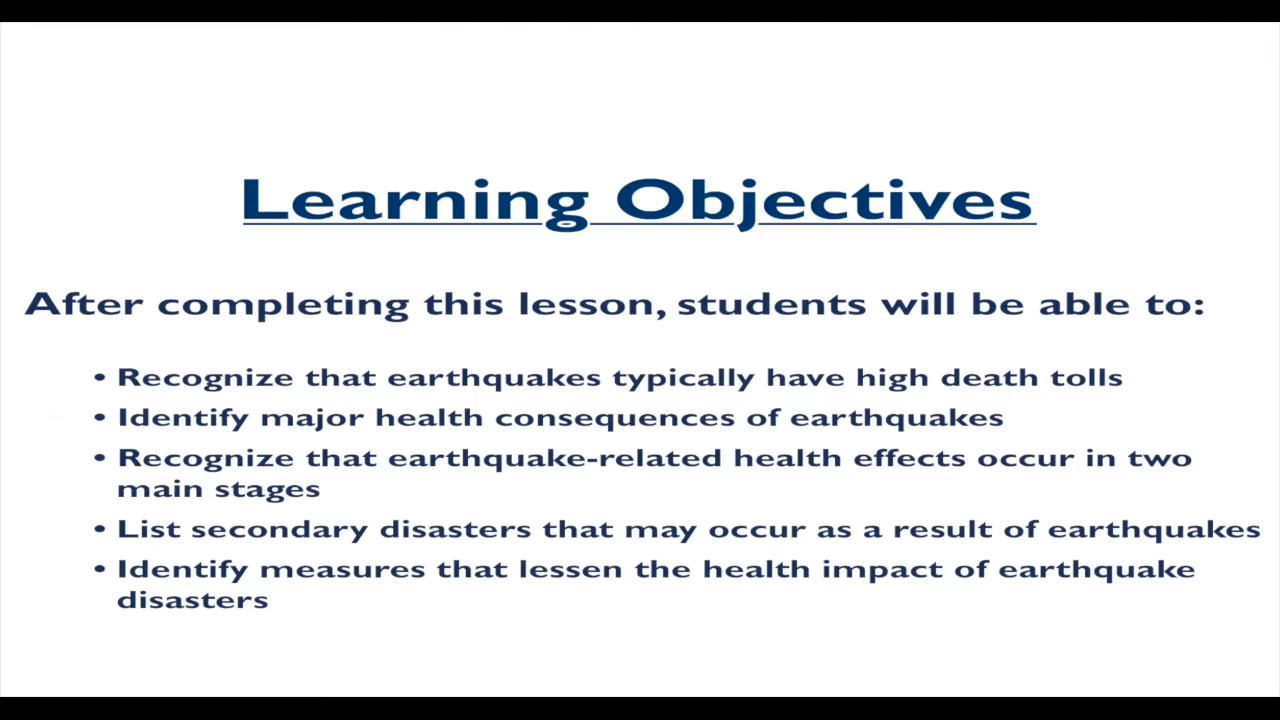 Learning Objectives
After completing this lesson, students will be able to:
• Recognize that earthquakes typically have high death tolls
• Identify major health consequences of earthquakes
• Recognize that earthquake-related health effects occur in two
main stages
• List secondary disasters that may occur as a result of earthquakes
• Identify measures that lessen the health impact of earthquake
disasters